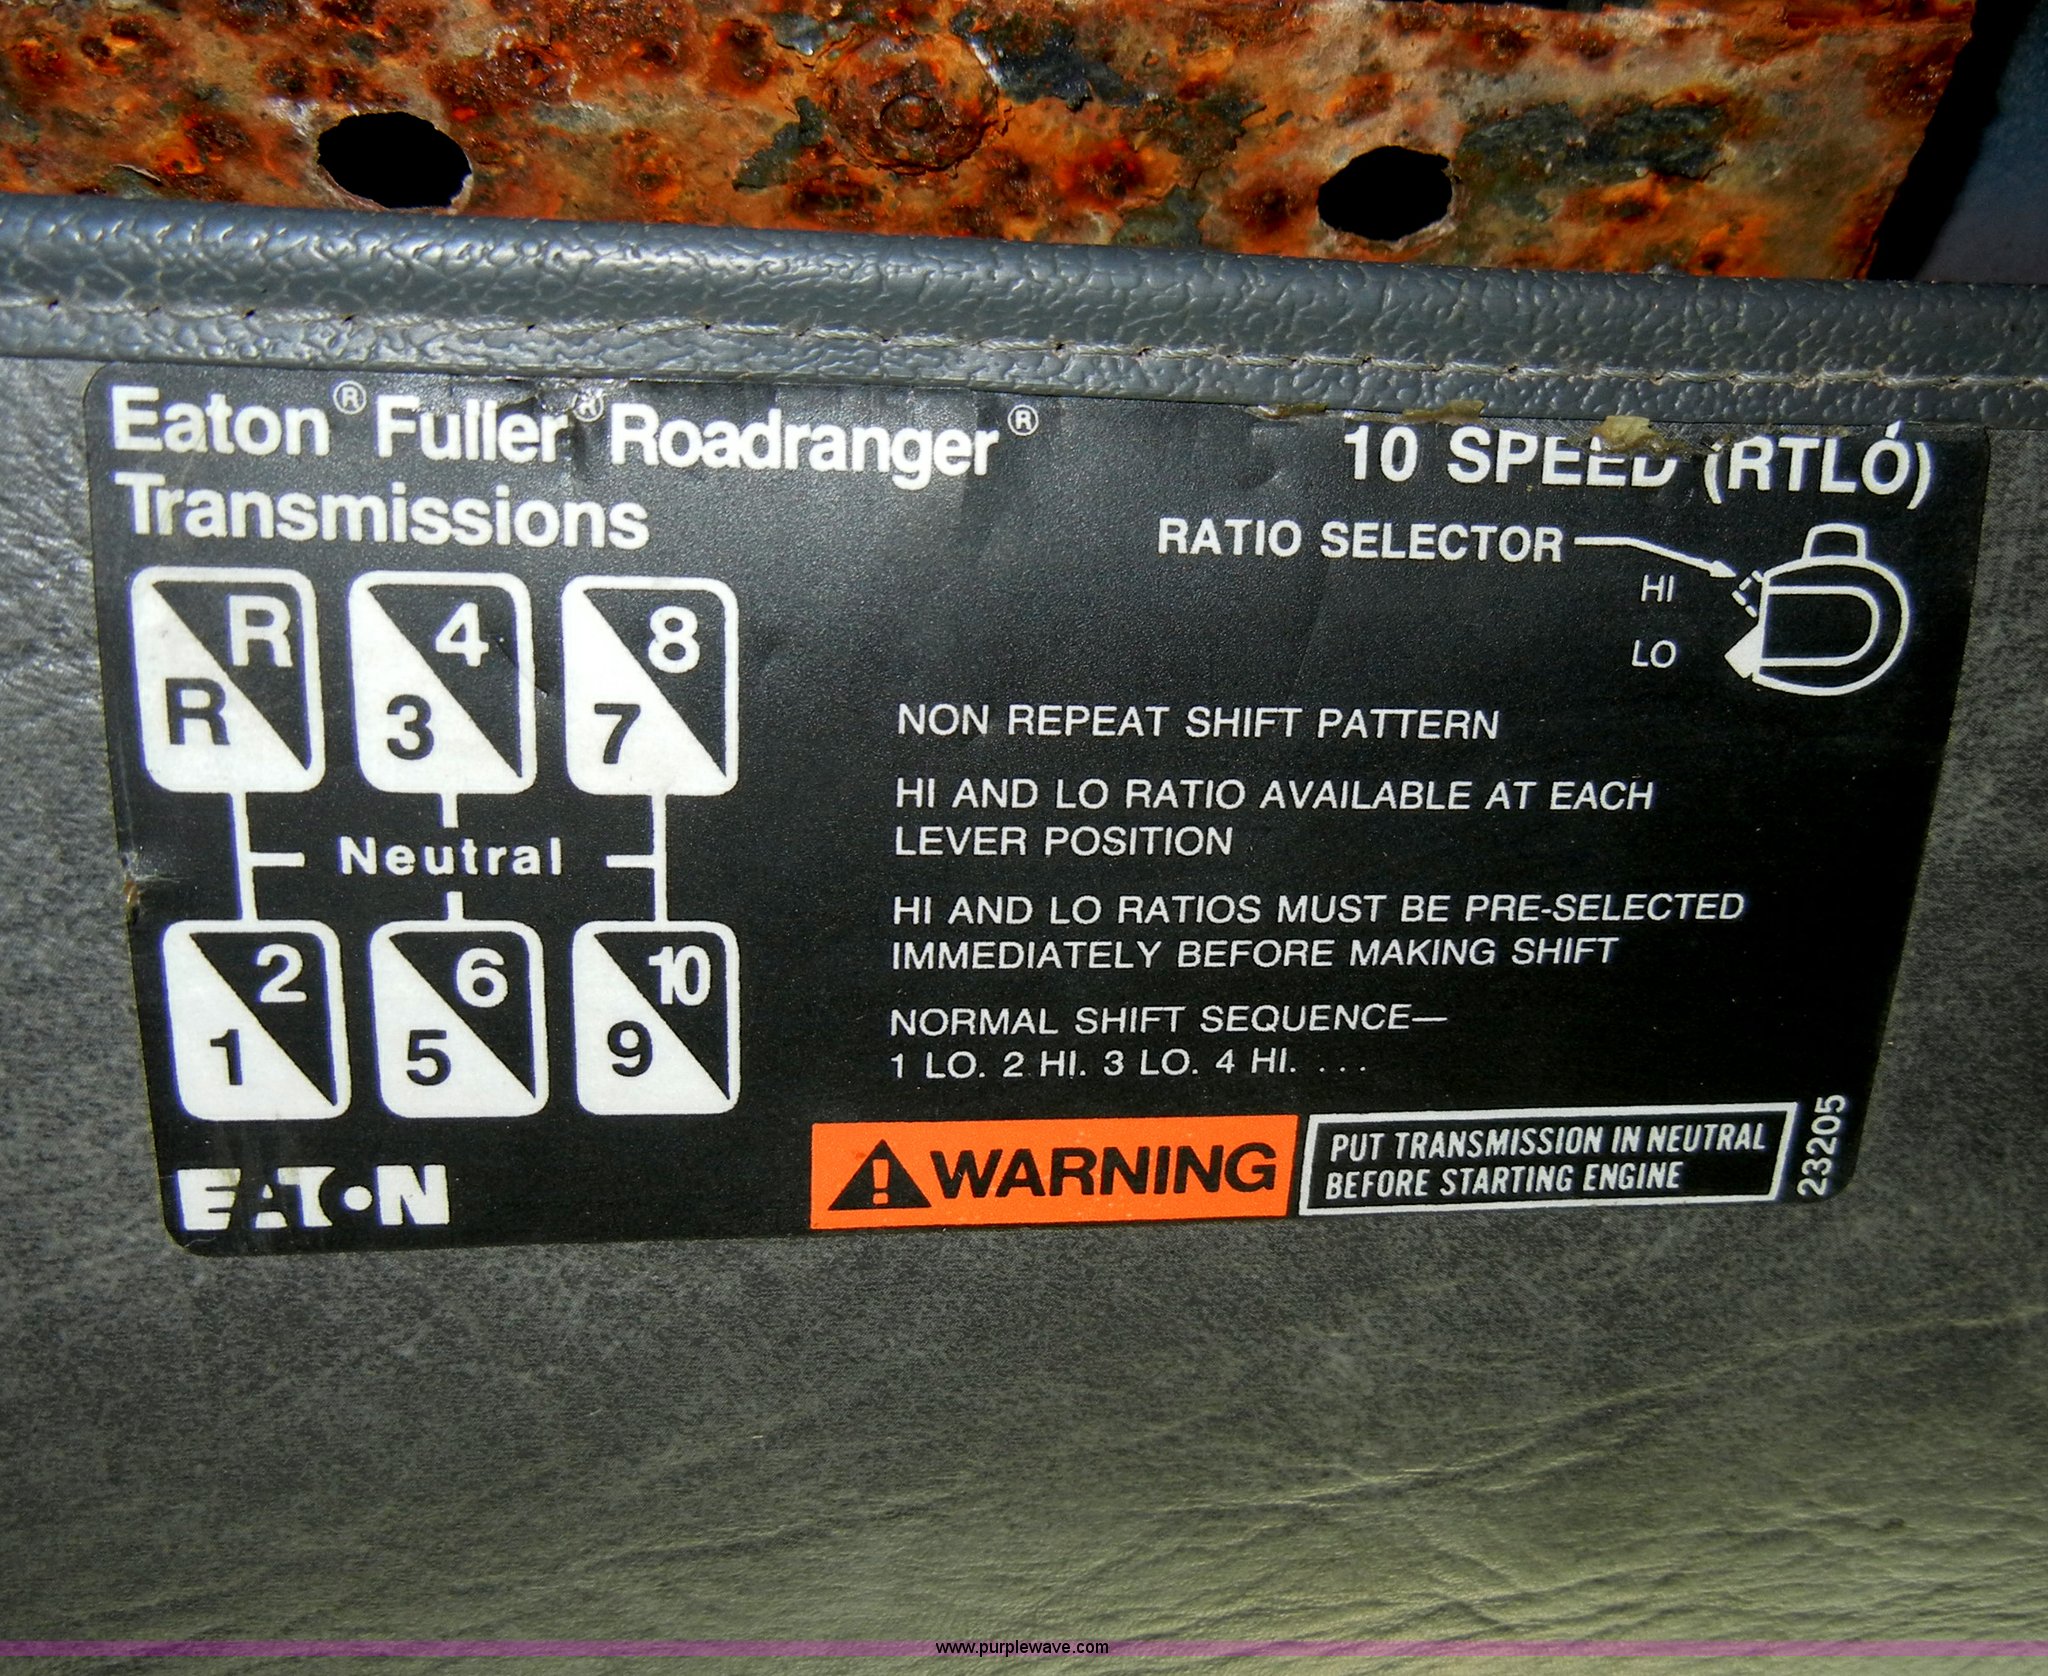 Eaton® Fuller® Roadranger®
Transmissions
10 SPEED (RTLO)
RATIO SELECTOR
HI
LO
R R
4 3
8 7
Neutral
2 1
6 5
10 9
NON REPEAT SHIFT PATTERN
HI AND LO RATIO AVAILABLE AT EACH
LEVER POSITION
HI AND LO RATIOS MUST BE PRE-SELECTED
IMMEDIATELY BEFORE MAKING SHIFT
NORMAL SHIFT SEQUENCE—
1 LO. 2 HI. 3 LO. 4 HI. . . .
EATON
WARNING
PUT TRANSMISSION IN NEUTRAL
BEFORE STARTING ENGINE
23205
www.purplewave.com